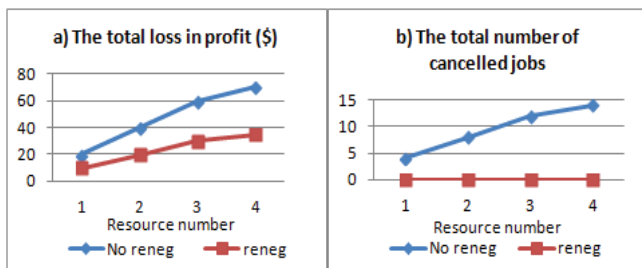 a) The total loss in profit ($)
80
60
40
20
0
1 2 3 4
Resource number
No reneg reneg
b) The total number of
cancelled jobs
15
10
5
0
1 2 3 4
Resource number
No reneg reneg